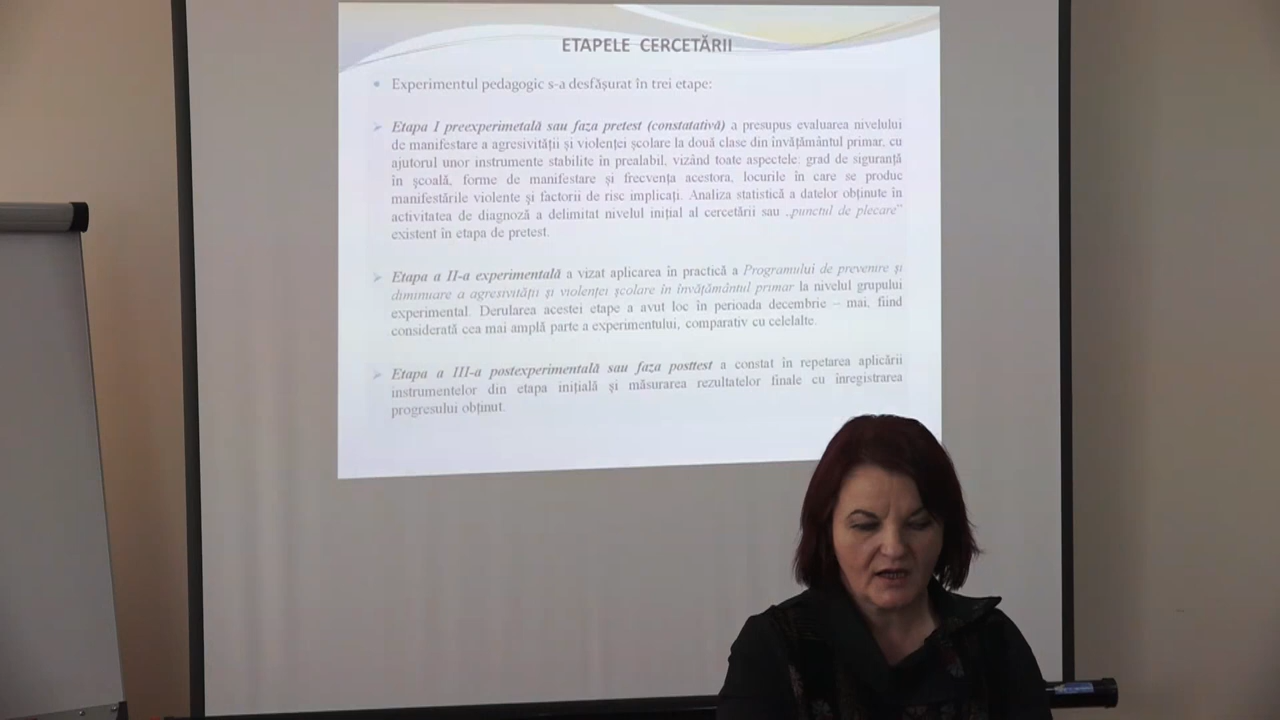 ETAPELE CERCETĂRII
Experimentul pedagogic s-a desfășurat în trei etape:
Etapa I preexperimetală sau faza pretest (constatativă) a presupus evaluarea nivelului
de manifestare a agresivității și violenței școlare la două clase din învățământul primar, cu
ajutorul unor instrumente stabilite în prealabil, vizând toate aspectele: grad de siguranță
în școală, forme de manifestare și frecvența acestora, locurile în care se produc
manifestările violente și factorii de risc implicați. Analiza statistică a datelor obținute în
activitatea de diagnoză a delimitat nivelul inițial al cercetării sau „punctul de plecare”
existent în etapa de pretest.
Etapa a II-a experimentală a vizat aplicarea în practică a Programului de prevenire și
diminuare a agresivității și violenței școlare în învățământul primar la nivelul grupului
experimental. Derularea acestei etape a avut loc în perioada decembrie – mai, fiind
considerată cea mai amplă parte a experimentului, comparativ cu celelalte.
Etapa a III-a postexperimentală sau faza posttest a constat în repetarea aplicării
instrumentelor din etapa inițială și măsurarea rezultatelor finale cu înregistrarea
progresului obținut.